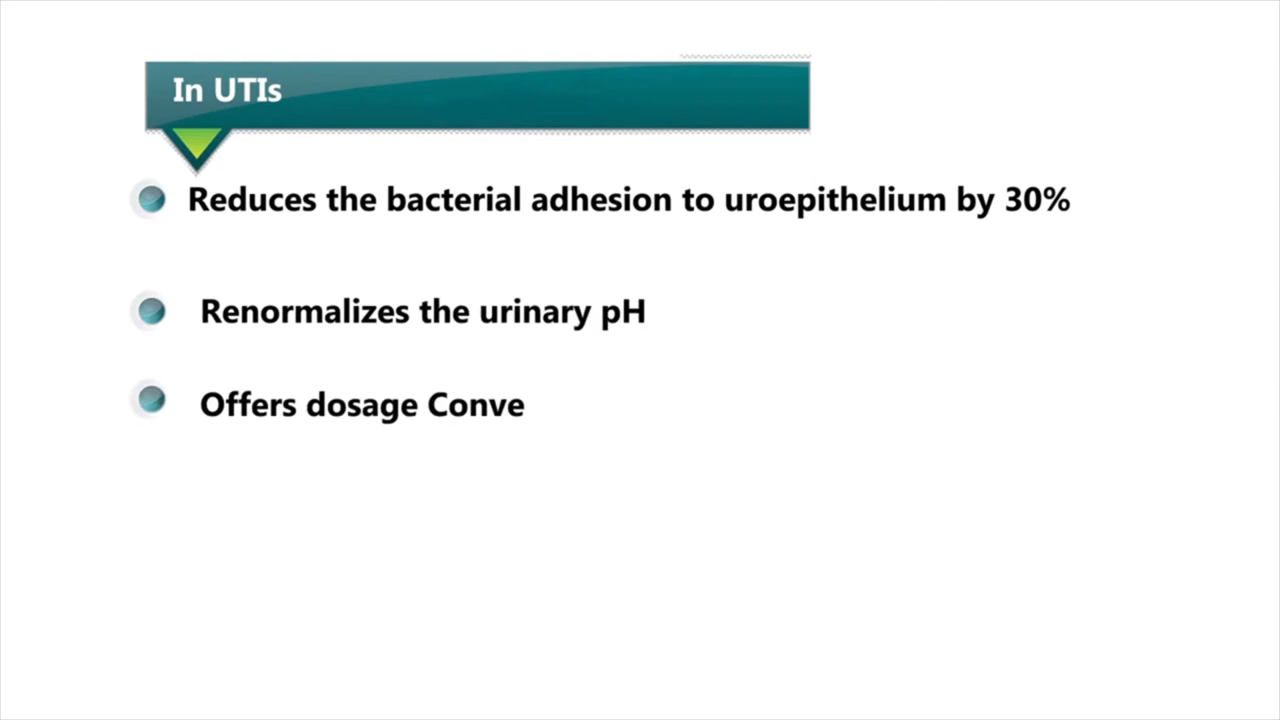 In UTIs
Reduces the bacterial adhesion to uroepithelium by 30%
Renormalizes the urinary pH
Offers dosage Conve